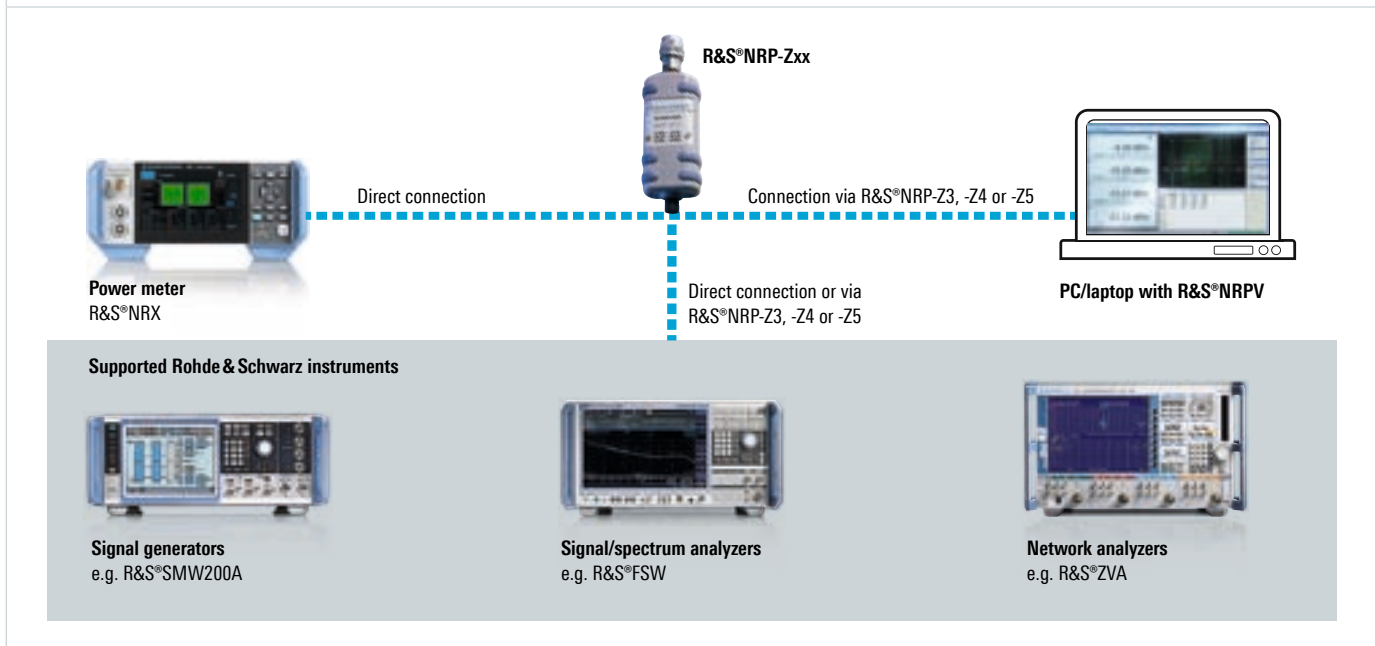 R&S®NRP-Zxx
Direct connection
Connection via R&S®NRP-Z3, -Z4 or -Z5
Power meter
R&S®NRX
Direct connection or via
R&S®NRP-Z3, -Z4 or -Z5
PC/laptop with R&S®NRPV
Supported Rohde & Schwarz instruments
Signal generators
e.g. R&S®SMW200A
Signal/spectrum analyzers
e.g. R&S®FSW
Network analyzers
e.g. R&S®ZVA